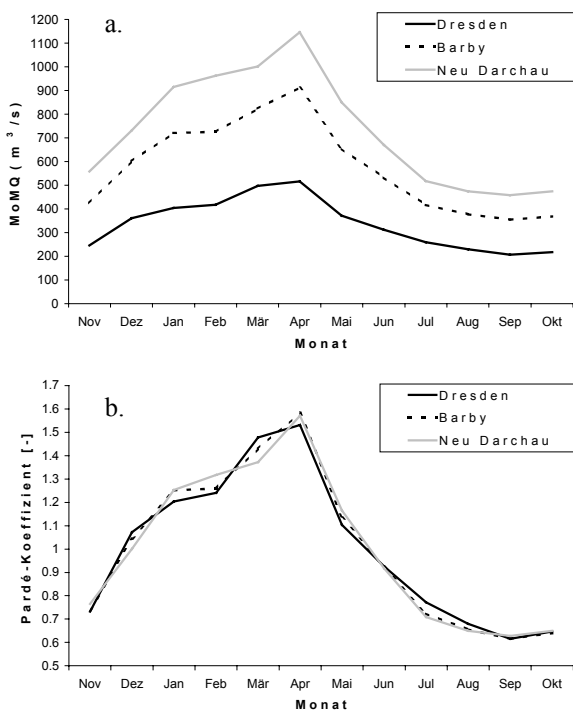 a.
Dresden
Barby
Neu Darchau
MoMQ (m³/s)
1200
1100
1000
900
800
700
600
500
400
300
200
100
0
Nov Dez Jan Feb Mär Apr Mai Jun Jul Aug Sep Okt
Monat
b.
Dresden
Barby
Neu Darchau
Pardé-Koeffizient [-]
1.7
1.6
1.5
1.4
1.3
1.2
1.1
1
0.9
0.8
0.7
0.6
0.5
Nov Dez Jan Feb Mär Apr Mai Jun Jul Aug Sep Okt
Monat